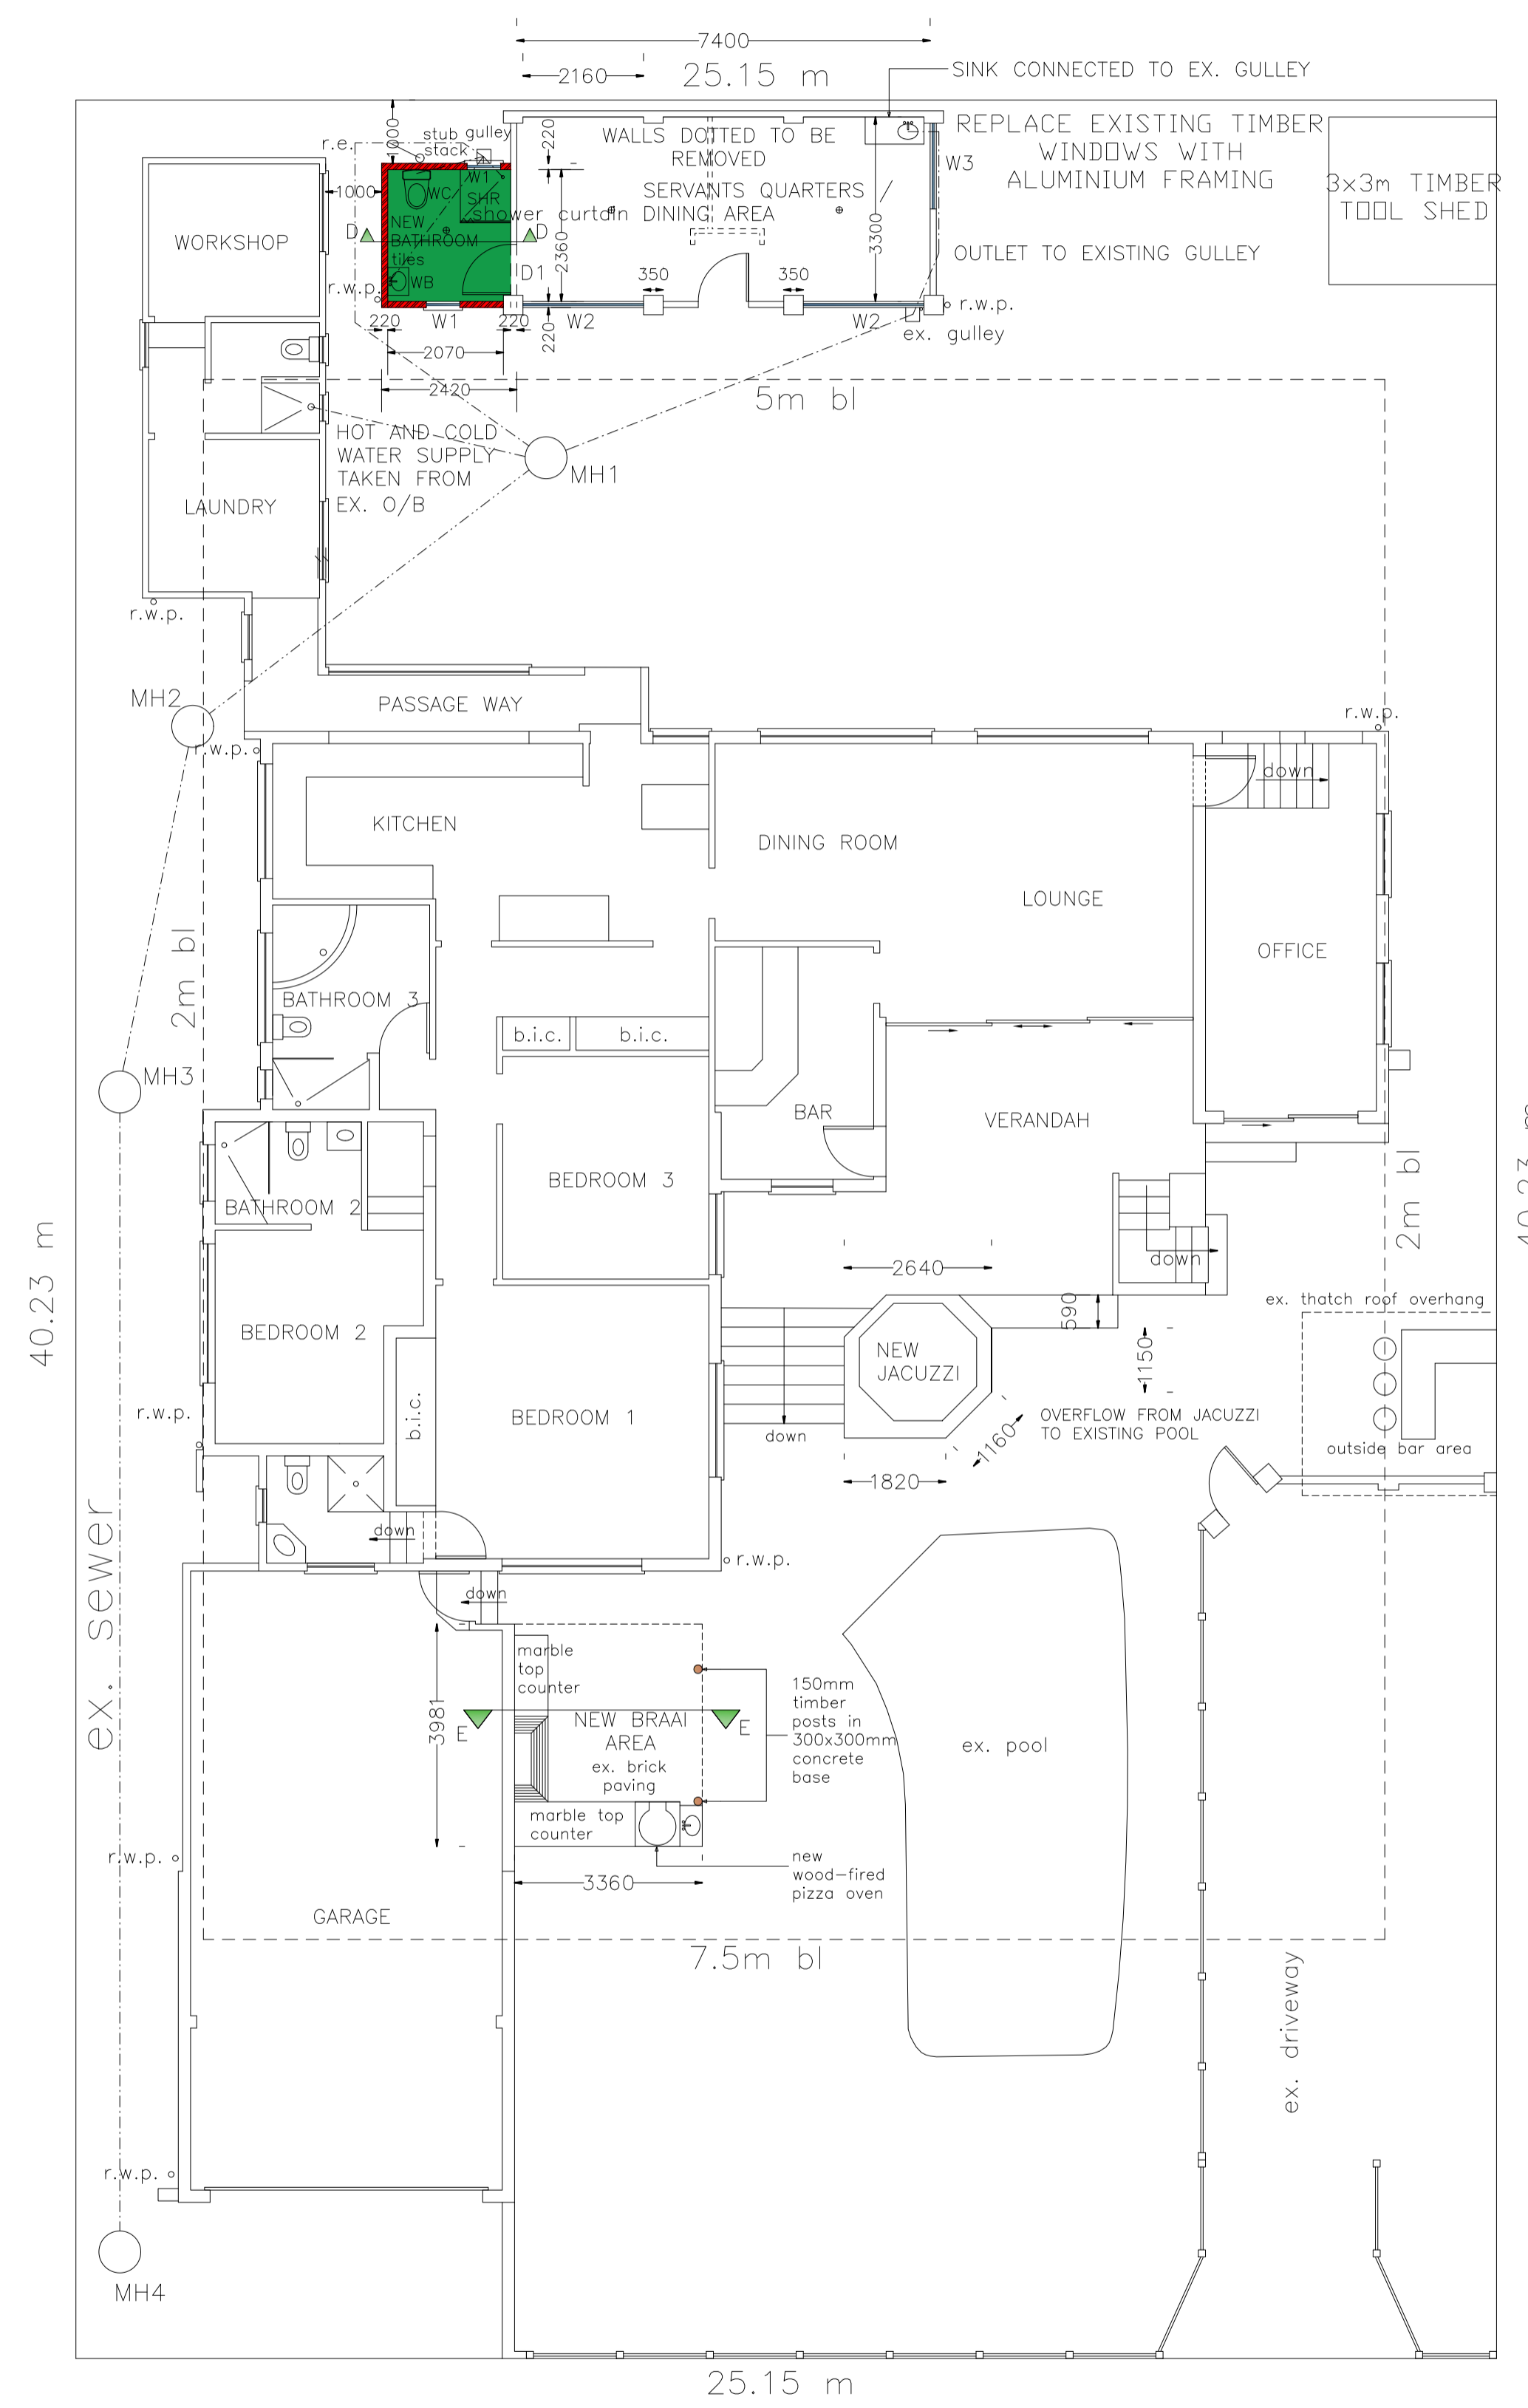 7400
2160
25.15 m
SINK CONNECTED TO EX. GULLEY
1000
r.e.
stub
stack
gulley
220
WALLS DOTTED TO BE
REMOVED
REPLACE EXISTING TIMBER
WINDOWS WITH
ALUMINIUM FRAMING
W3
3x3m TIMBER
TOOL SHED
1000
WC
W1
SHR
shower curtain
SERVANTS QUARTERS
DINING AREA
WORKSHOP
D
D
NEW
BATHROOM
tiles
2360
3300
OUTLET TO EXISTING GULLEY
WB
D1
350
350
r.w.p.
r.w.p.
220
W1
220
220
W2
W2
ex. gulley
2070
2420
5m bl
HOT AND COLD
WATER SUPPLY
TAKEN FROM
EX. O/B
MH1
LAUNDRY
r.w.p.
MH2
PASSAGE WAY
r.w.p.
r.w.p.
down
KITCHEN
DINING ROOM
LOUNGE
OFFICE
2m bl
BATHROOM 3
b.i.c.
b.i.c.
MH3
BAR
VERANDAH
40.23 m
2m bl
BEDROOM 3
BATHROOM 2
40.23 m
down
2640
590
ex. thatch roof overhang
BEDROOM 2
NEW
JACUZZI
1150
b.i.c.
r.w.p.
BEDROOM 1
down
OVERFLOW FROM JACUZZI
TO EXISTING POOL
1160
outside bar area
1820
ex. sewer
down
r.w.p.
down
marble
top
counter
150mm
timber
posts in
300x300mm
concrete
base
3981
E
E
NEW BRAAI
AREA
ex. brick
paving
ex. pool
marble top
counter
r.w.p.
new
wood-fired
pizza oven
3360
GARAGE
7.5m bl
ex. driveway
r.w.p.
MH4
25.15 m